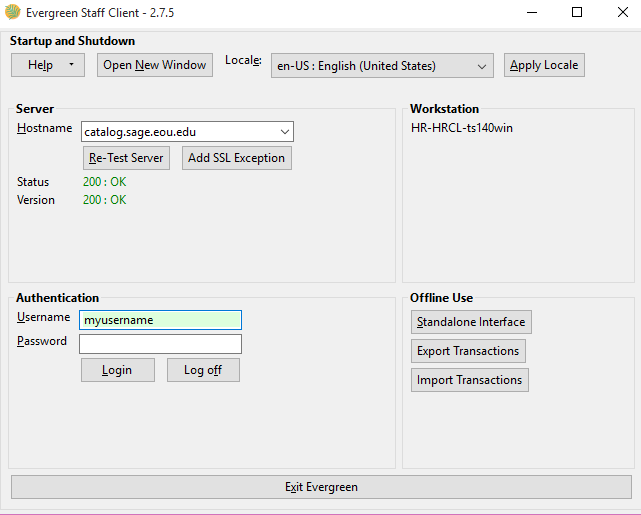 Evergreen Staff Client - 2.7.5
Startup and Shutdown
Help Open New Window Locale: en-US : English (United States) Apply Locale
Server
Hostname catalog.sage.eou.edu
Re-Test Server Add SSL Exception
Status 200 : OK
Version 200 : OK
Workstation
HR-HRCL-ts140win
Authentication
Username myusername
Password
Login Log off
Offline Use
Standalone Interface
Export Transactions
Import Transactions
Exit Evergreen